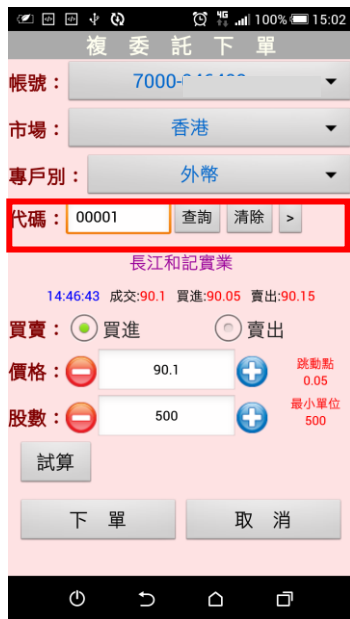 4G 100% 15:02
複 委 託 下 單
帳號： 7000-
市場： 香港
專戶別： 外幣
代碼： 00001 查詢 清除 >
長江和記實業
14:46:43 成交:90.1 買進:90.05 賣出:90.15
買賣： 買進 賣出
價格： 90.1 跳動點
0.05
股數： 500 最小單位
500
試算
下 單 取 消